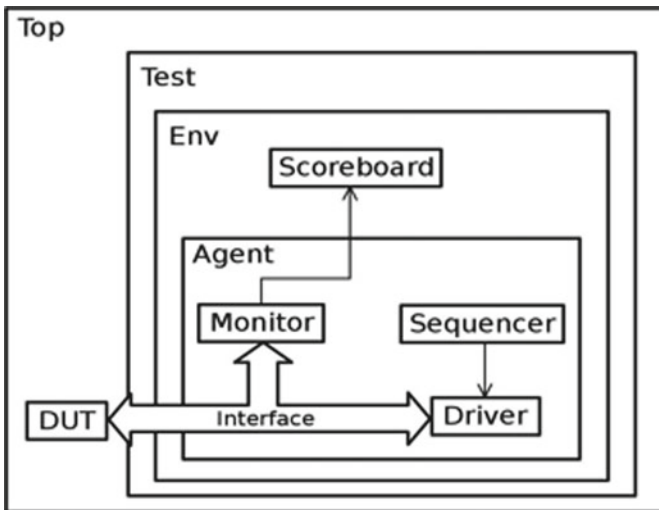 Top
Test
Env
Scoreboard
Agent
Monitor
Sequencer
DUT
Interface
Driver